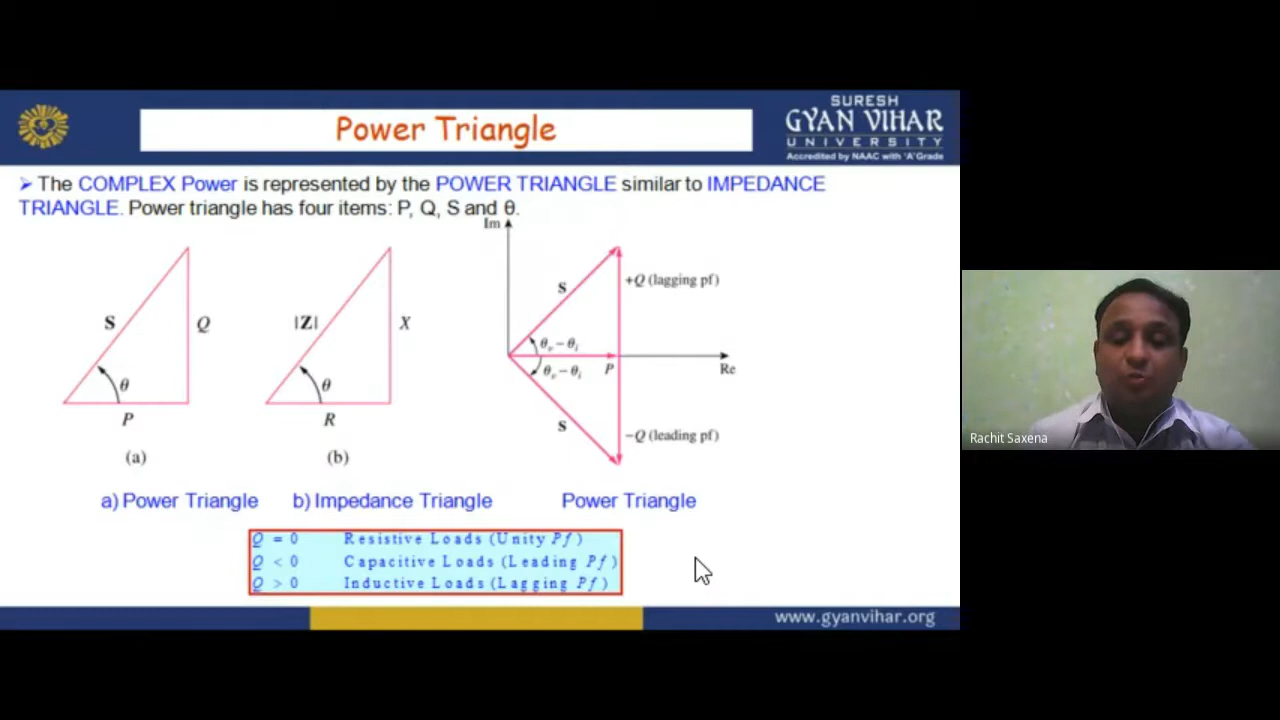 Power Triangle
SURESH
GYAN VIHAR
UNIVERSITY
Accredited by NAAC with 'A' Grade
➢ The COMPLEX Power is represented by the POWER TRIANGLE similar to IMPEDANCE
TRIANGLE. Power triangle has four items: P, Q, S and θ.
S
Q
θ
P
(a)
|Z|
X
θ
R
(b)
Im
S
+Q (lagging pf)
θv − θi
θv − θi
P
Re
S
−Q (leading pf)
a) Power Triangle
b) Impedance Triangle
Power Triangle
Q = 0 Resistive Loads (Unity Pf)
Q < 0 Capacitive Loads (Leading Pf)
Q > 0 Inductive Loads (Lagging Pf)
www.gyanvihar.org
Rachit Saxena